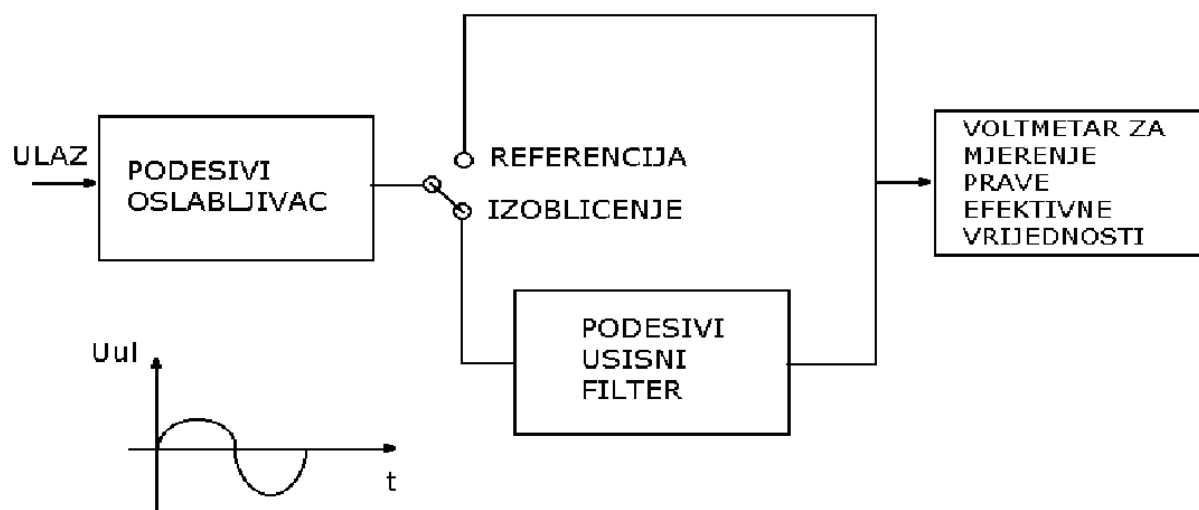 ULAZ
PODESIVI
OSLABLJIVAC
REFERENCIJA
IZOBLICENJE
VOLTMETAR ZA
MJERENJE
PRAVE
EFEKTIVNE
VRIJEDNOSTI
PODESIVI
USISNI
FILTER
Uul
t